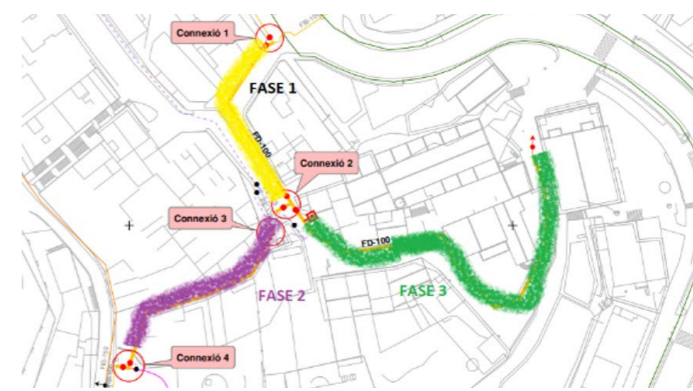 Connexió 1
FASE 1
FD-100
Connexió 2
Connexió 3
FD-100
FASE 2
FASE 3
Connexió 4